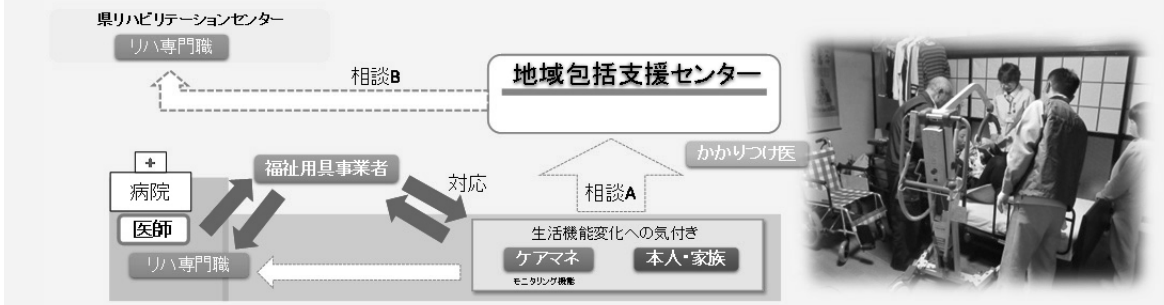 県リハビリテーションセンター
リハ専門職
相談B
地域包括支援センター
かかりつけ医
福祉用具事業者
対応
相談A
病院
医師
リハ専門職
生活機能変化への気付き
ケアマネ
本人・家族
モニタリング機能